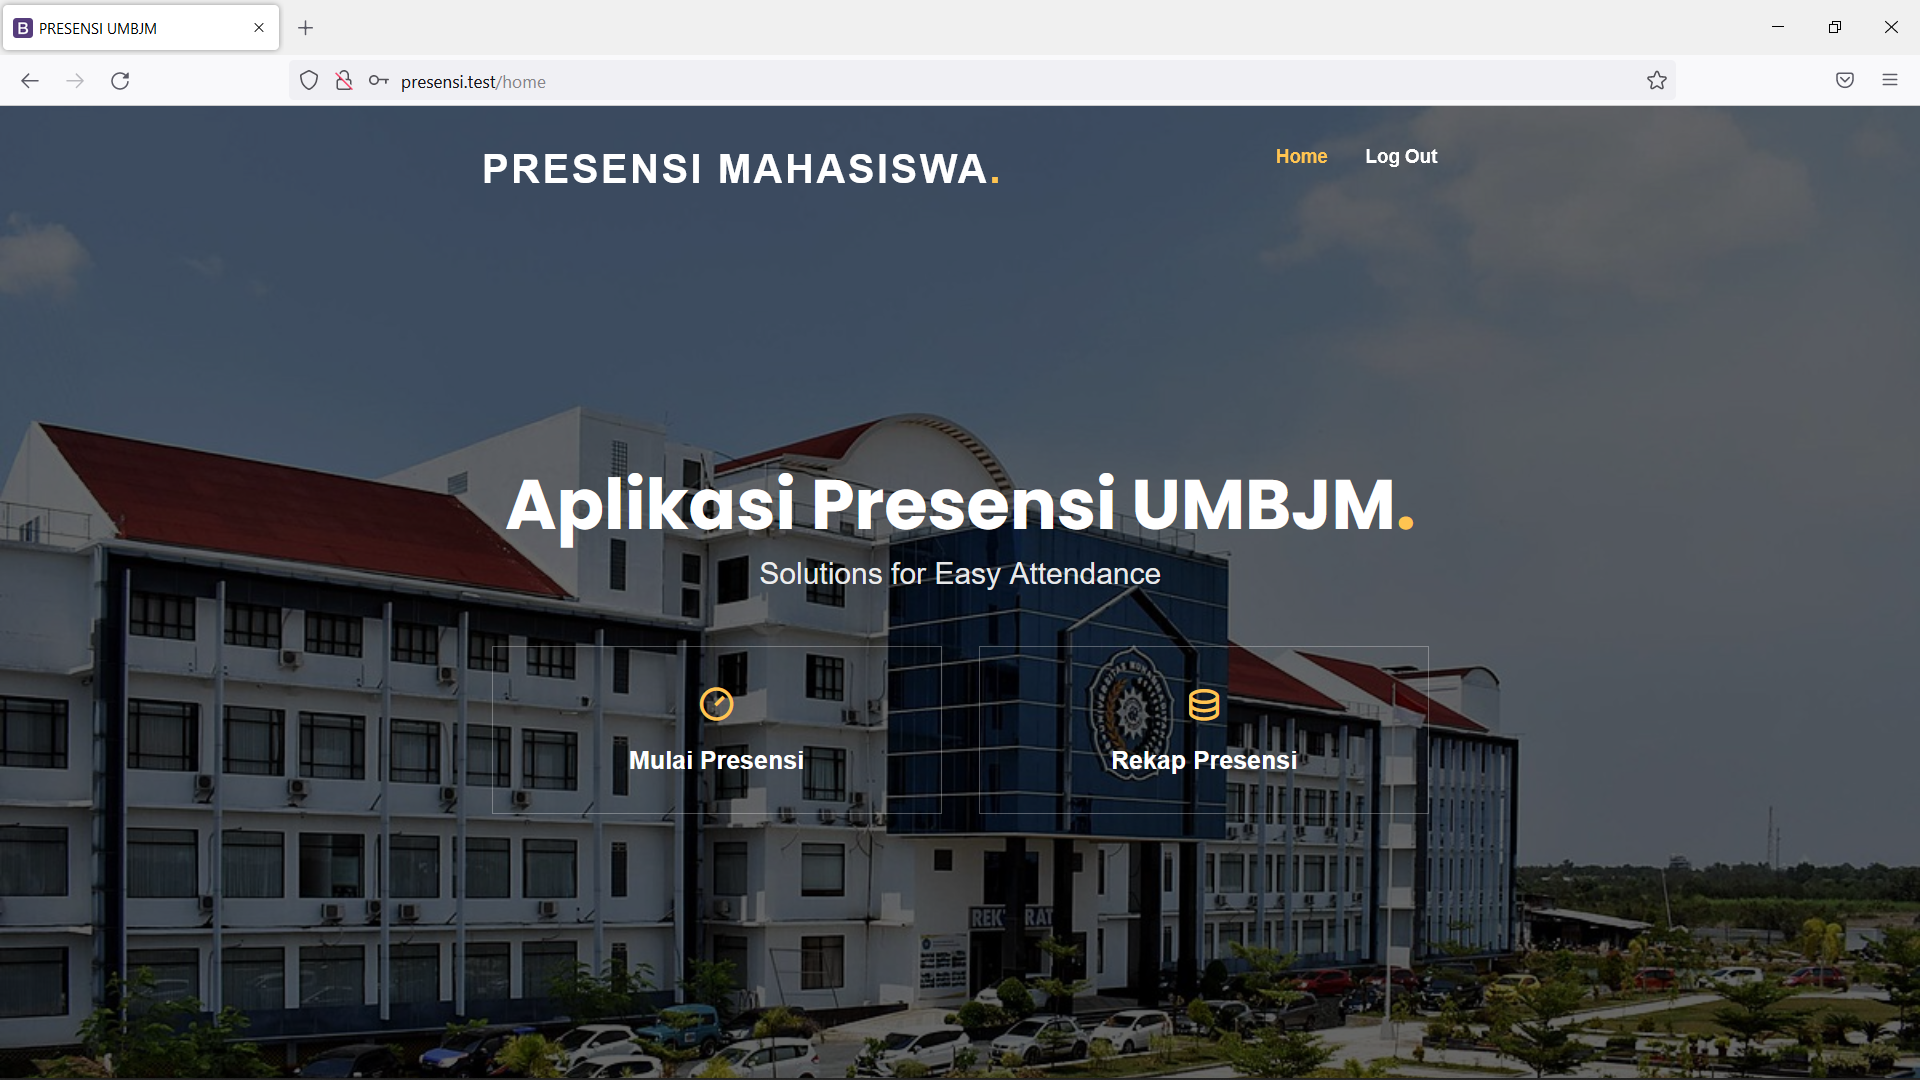 PRESENSI UMBJM
presensi.test/home
PRESENSI MAHASISWA.
Home
Log Out
Aplikasi Presensi UMBJM.
Solutions for Easy Attendance
Mulai Presensi
Rekap Presensi